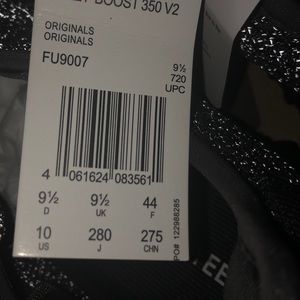 BOOST 350 V2
ORIGINALS
ORIGINALS
FU9007
9½
720
UPC
4 061624 083561
9½ 9½ 44
D UK F
10 280 275
US J CHN
PO# 122988285